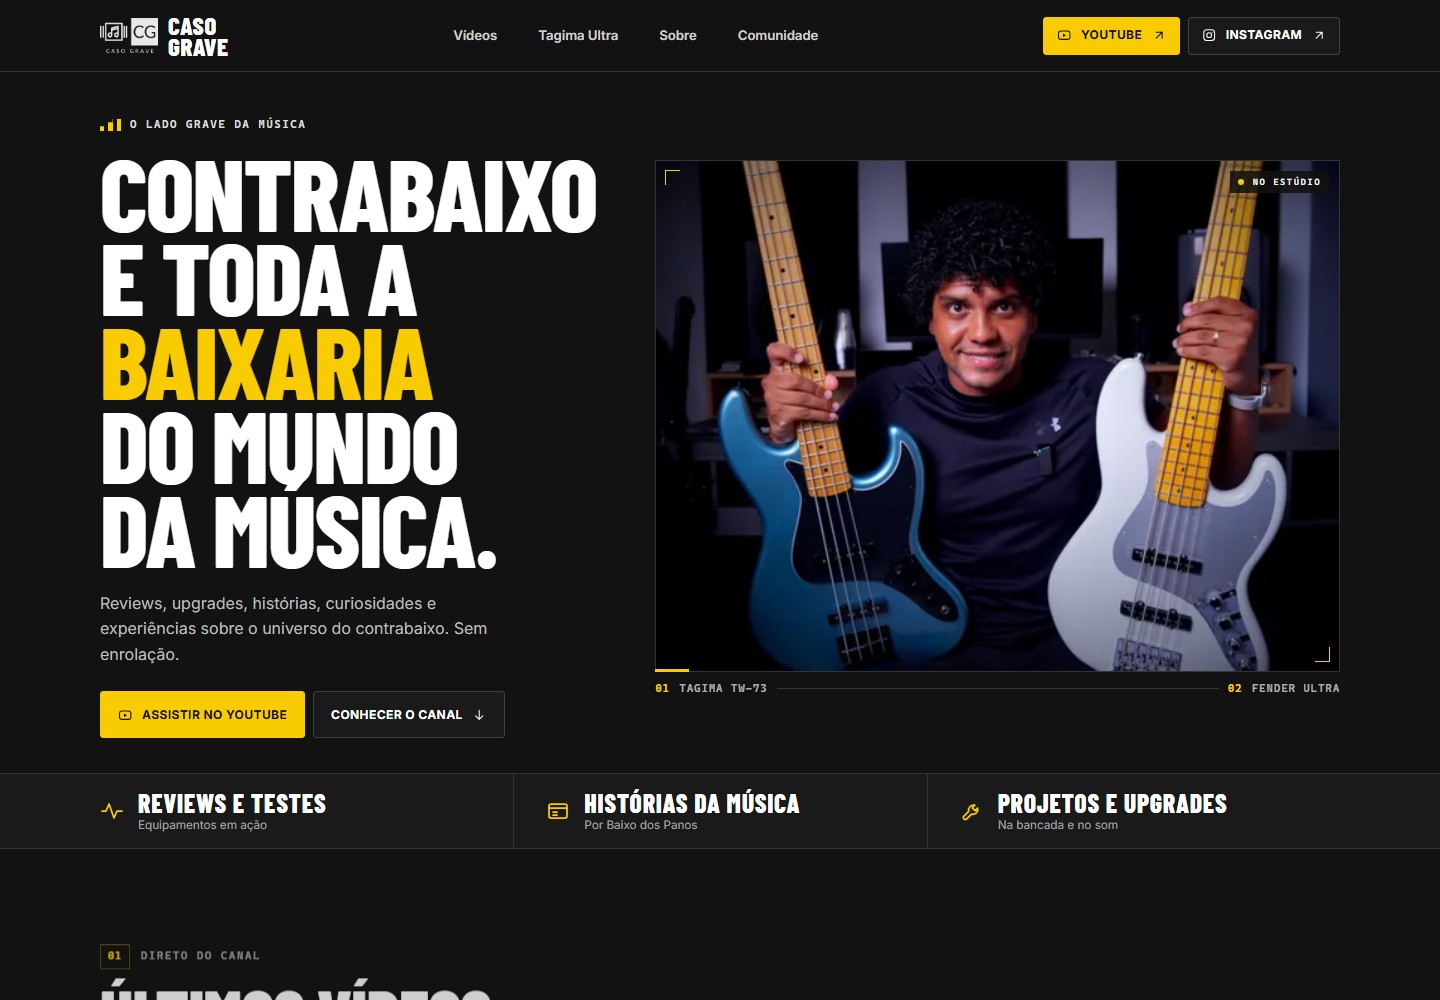 CG
CASO GRAVE
CASO
GRAVE
Vídeos
Tagima Ultra
Sobre
Comunidade
YOUTUBE
INSTAGRAM
O LADO GRAVE DA MÚSICA
CONTRABAIXO
E TODA A
BAIXARIA
DO MUNDO
DA MÚSICA.
Reviews, upgrades, histórias, curiosidades e
experiências sobre o universo do contrabaixo. Sem
enrolação.
ASSISTIR NO YOUTUBE
CONHECER O CANAL
NO ESTÚDIO
01 TAGIMA TW-73
02 FENDER ULTRA
REVIEWS E TESTES
Equipamentos em ação
HISTÓRIAS DA MÚSICA
Por Baixo dos Panos
PROJETOS E UPGRADES
Na bancada e no som
01 DIRETO DO CANAL
ÚLTIMOS VÍDEOS